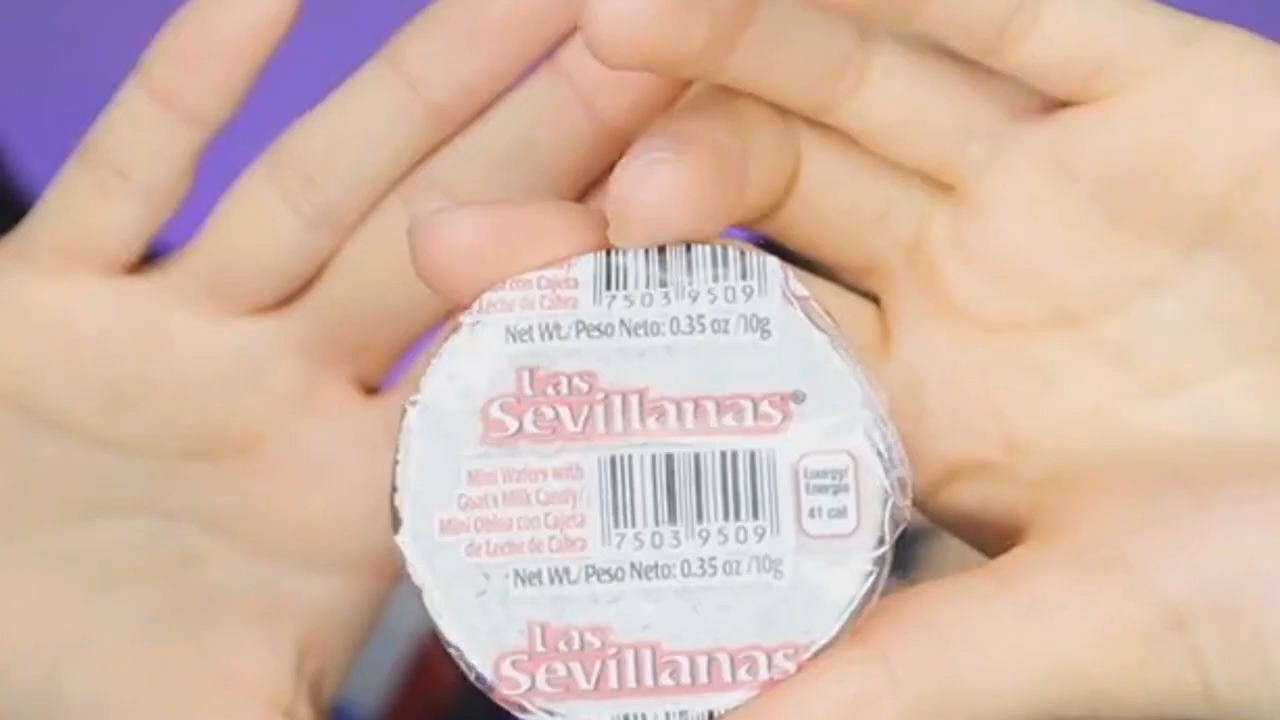 con Cajeta
Leche de Cabra
7503 9509
Net Wt./Peso Neto: 0.35 oz /10g
Las
Sevillanas®
Mini Wafers with
Goat's Milk Candy/
Mini Oblea con Cajeta
de Leche de Cabra
7503 9509
Energy/
Energía
41 cal
Net Wt./Peso Neto: 0.35 oz /10g
Las
Sevillanas